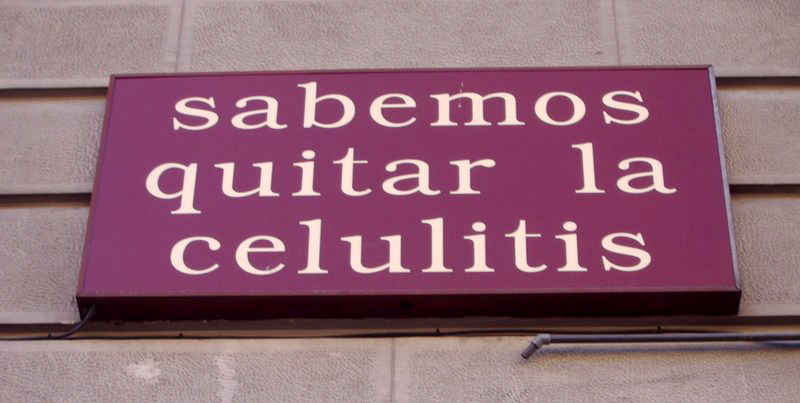 sabemos
quitar la
celulitis